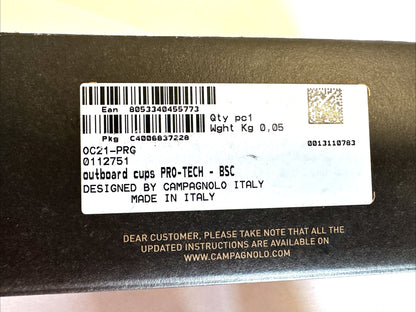 Ean 8053340455773
Qty pc1
Wght Kg 0,05
Pkg C4006837228
0013110783
OC21-PRG
0112751
outboard cups PRO-TECH - BSC
DESIGNED BY CAMPAGNOLO ITALY
MADE IN ITALY
DEAR CUSTOMER, PLEASE TAKE NOTE THAT ALL THE
UPDATED INSTRUCTIONS ARE AVAILABLE ON
WWW.CAMPAGNOLO.COM